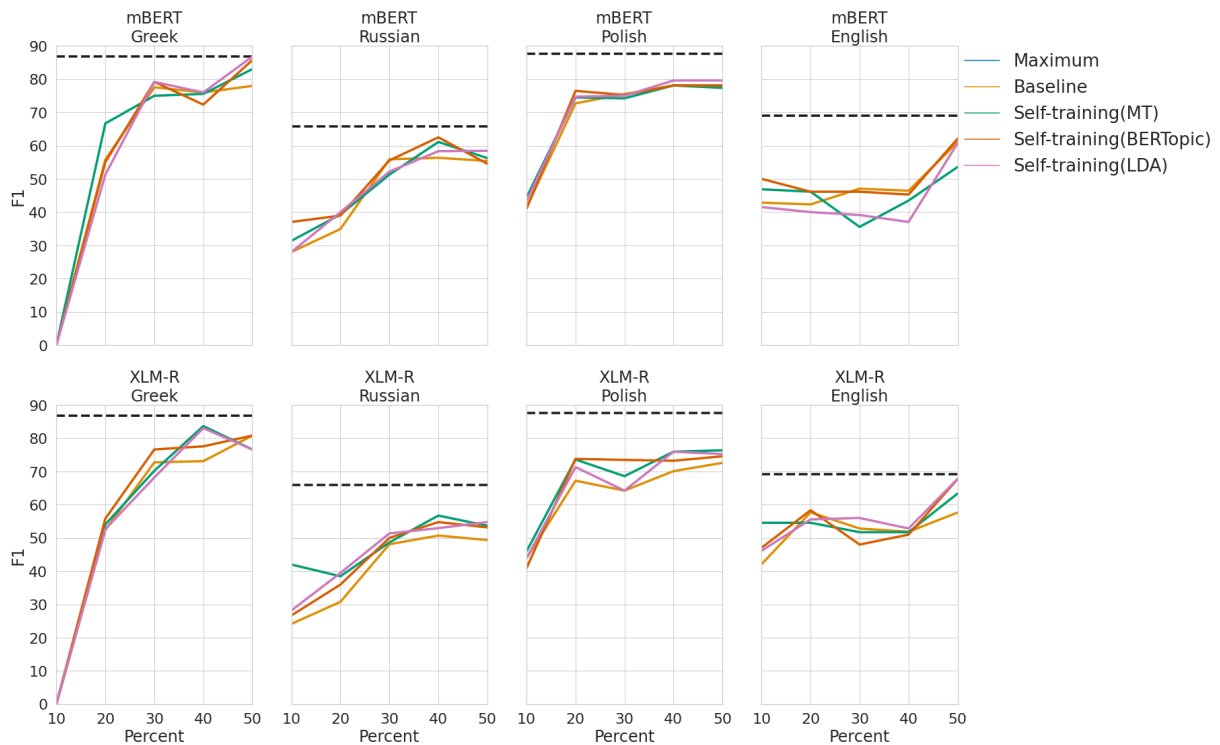 mBERT
Greek
mBERT
Russian
mBERT
Polish
mBERT
English
Maximum
Baseline
Self-training(MT)
Self-training(BERTopic)
Self-training(LDA)
F1
90
80
70
60
50
40
30
20
10
0
XLM-R
Greek
XLM-R
Russian
XLM-R
Polish
XLM-R
English
F1
90
80
70
60
50
40
30
20
10
0
10 20 30 40 50
10 20 30 40 50
10 20 30 40 50
10 20 30 40 50
Percent
Percent
Percent
Percent